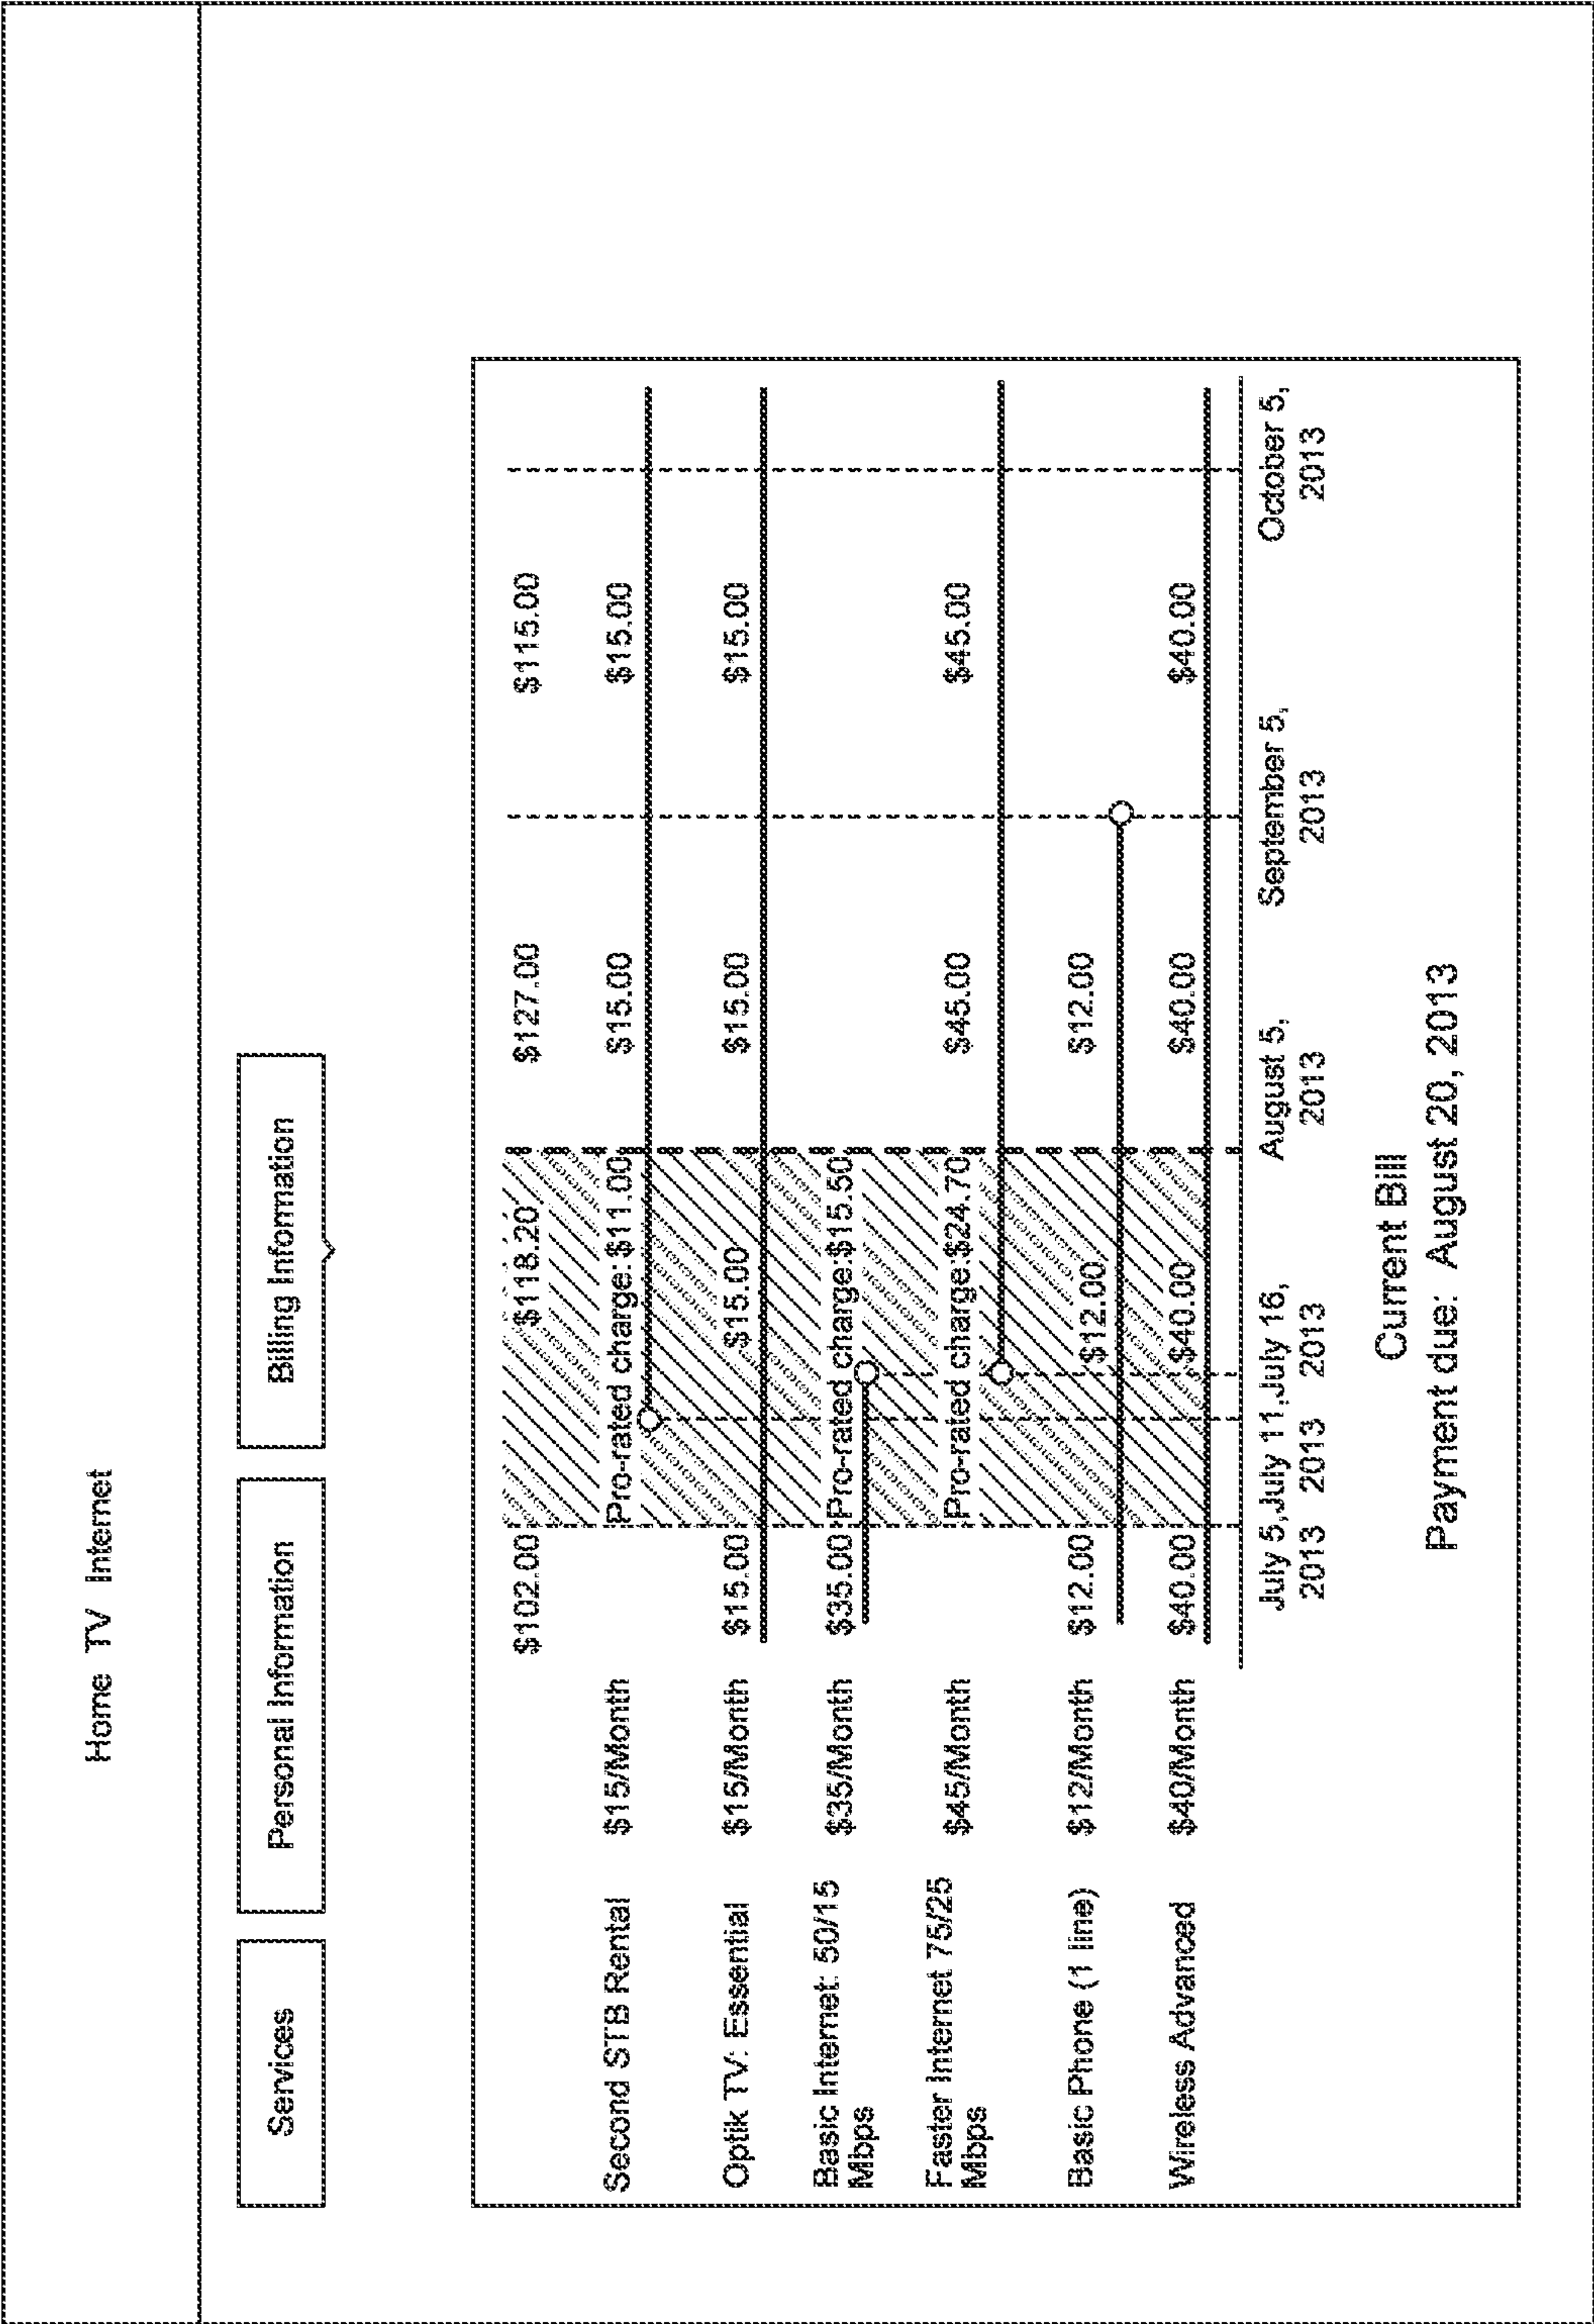 Home TV Internet
Services
Personal Information
Billing Information
$102.00
$118.20
$127.00
$115.00
Second STB Rental
$15/Month
Pro-rated charge:$11.00
$15.00
$15.00
Optik TV: Essential
$15/Month
$15.00
$15.00
$15.00
$15.00
Basic Internet: 50/15
Mbps
$35/Month
$35.00
Pro-rated charge:$15.50
Faster Internet 75/25
Mbps
$45/Month
Pro-rated charge:$24.70
$45.00
$45.00
Basic Phone (1 line)
$12/Month
$12.00
$12.00
$12.00
Wireless Advanced
$40/Month
$40.00
$40.00
$40.00
$40.00
July 5,
2013
July 11,
2013
July 16,
2013
August 5,
2013
September 5,
2013
October 5,
2013
Current Bill
Payment due: August 20, 2013